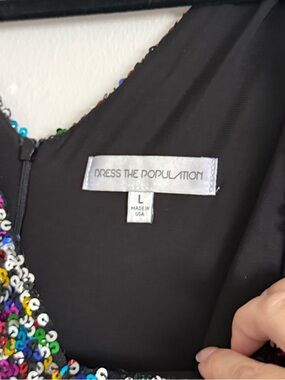 DRESS THE POPULATION
L
MADE IN
USA